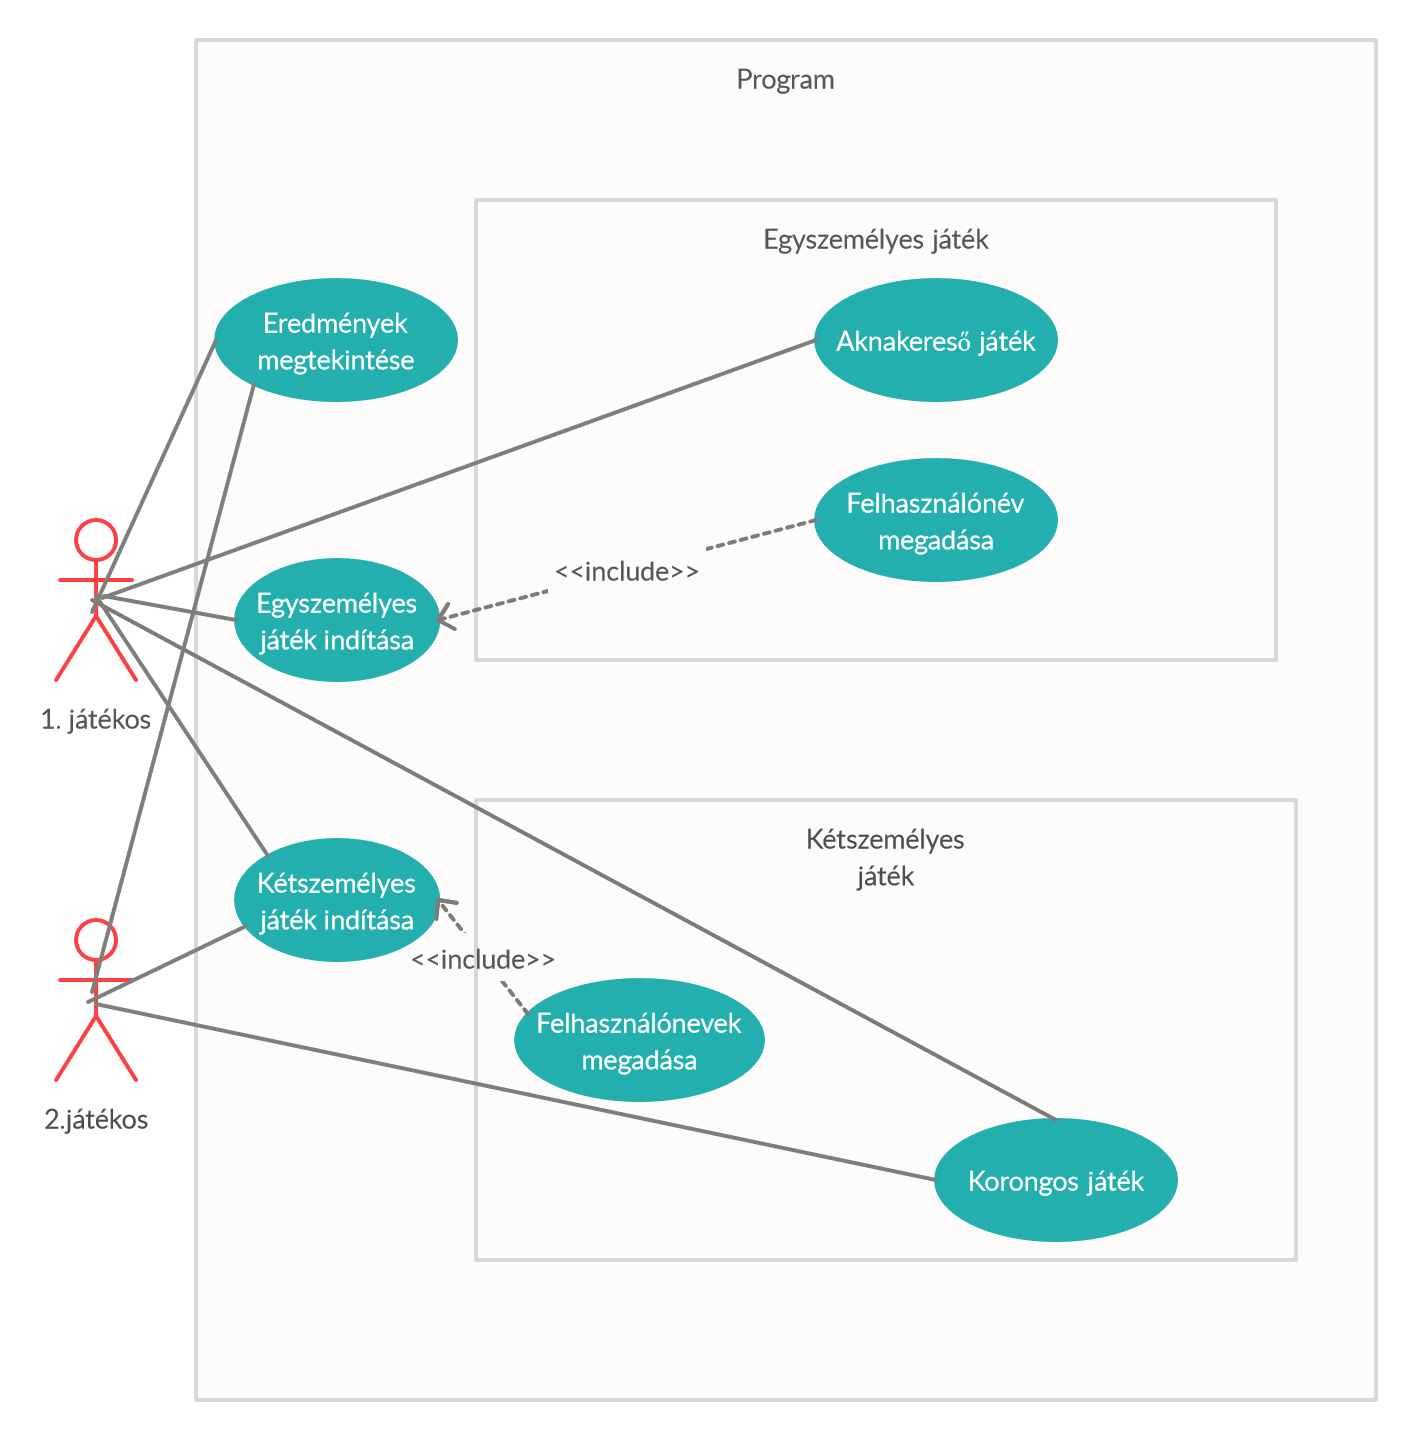 Program
Egyszemélyes játék
Eredmények
megtekintése
Aknakereső játék
Felhasználónév
megadása
<<include>>
Egyszemélyes
játék indítása
1. játékos
Kétszemélyes
játék
Kétszemélyes
játék indítása
<<include>>
Felhasználónevek
megadása
2.játékos
Korongos játék